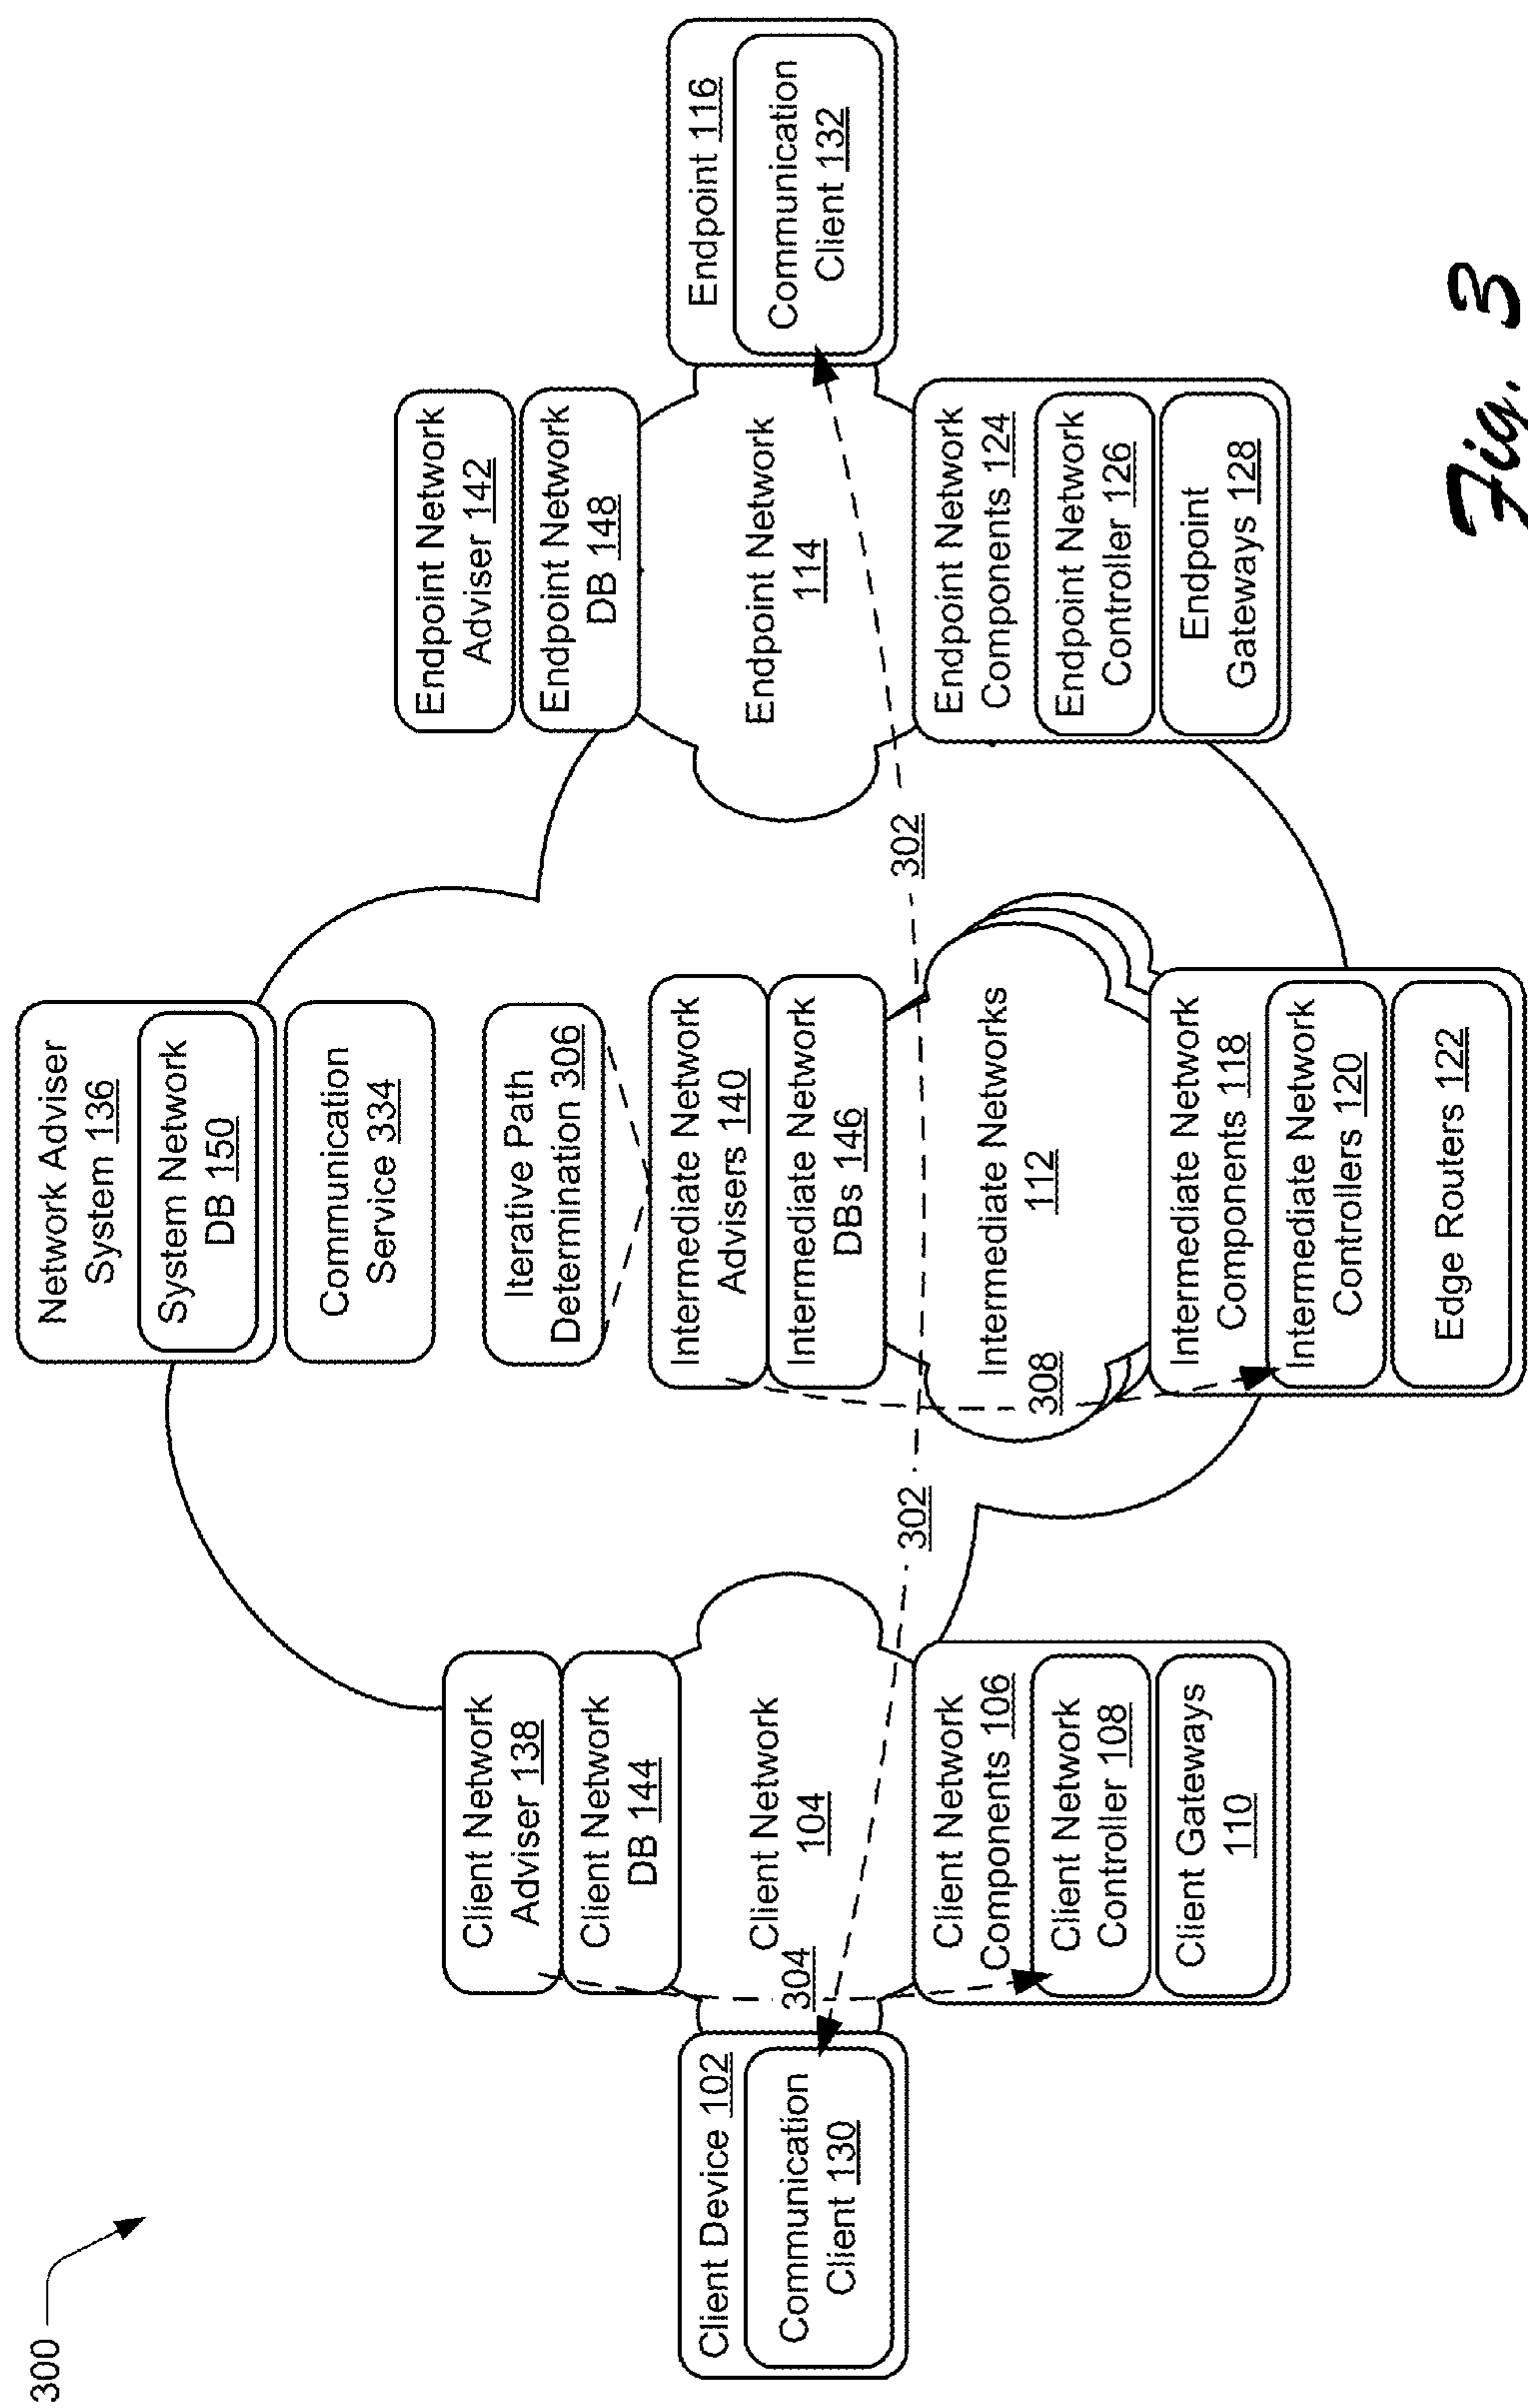 300
Network Adviser
System 136
System Network
DB 150
Communication
Service 334
Iterative Path
Determination 306
Client Network
Adviser 138
Client Network
DB 144
Intermediate Network
Advisers 140
Intermediate Network
DBs 146
Endpoint Network
Adviser 142
Endpoint Network
DB 148
Client Device 102
Communication
Client 130
304
Client Network
104
302
308
Intermediate Networks
112
302
Endpoint Network
114
Endpoint 116
Communication
Client 132
Client Network
Components 106
Client Network
Controller 108
Client Gateways
110
Intermediate Network
Components 118
Intermediate Network
Controllers 120
Edge Routers 122
Endpoint Network
Components 124
Endpoint Network
Controller 126
Endpoint
Gateways 128
Fig. 3